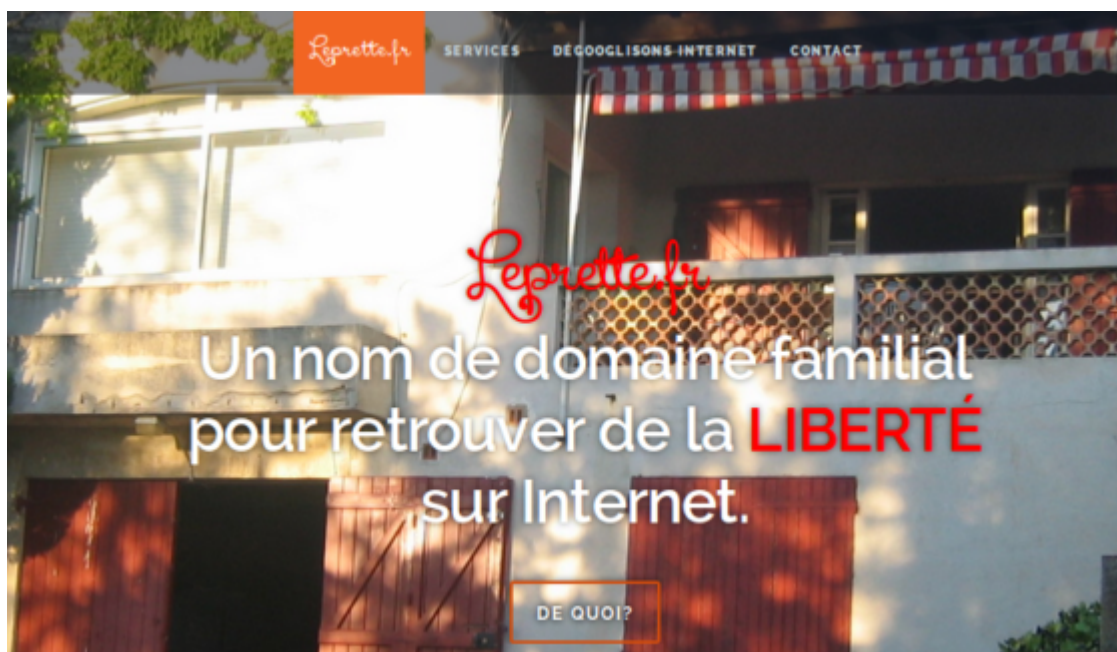 Leprette.fr SERVICES DÉGOOGLISONS INTERNET CONTACT
Leprette.fr
Un nom de domaine familial
pour retrouver de la LIBERTÉ
sur Internet.
DE QUOI?